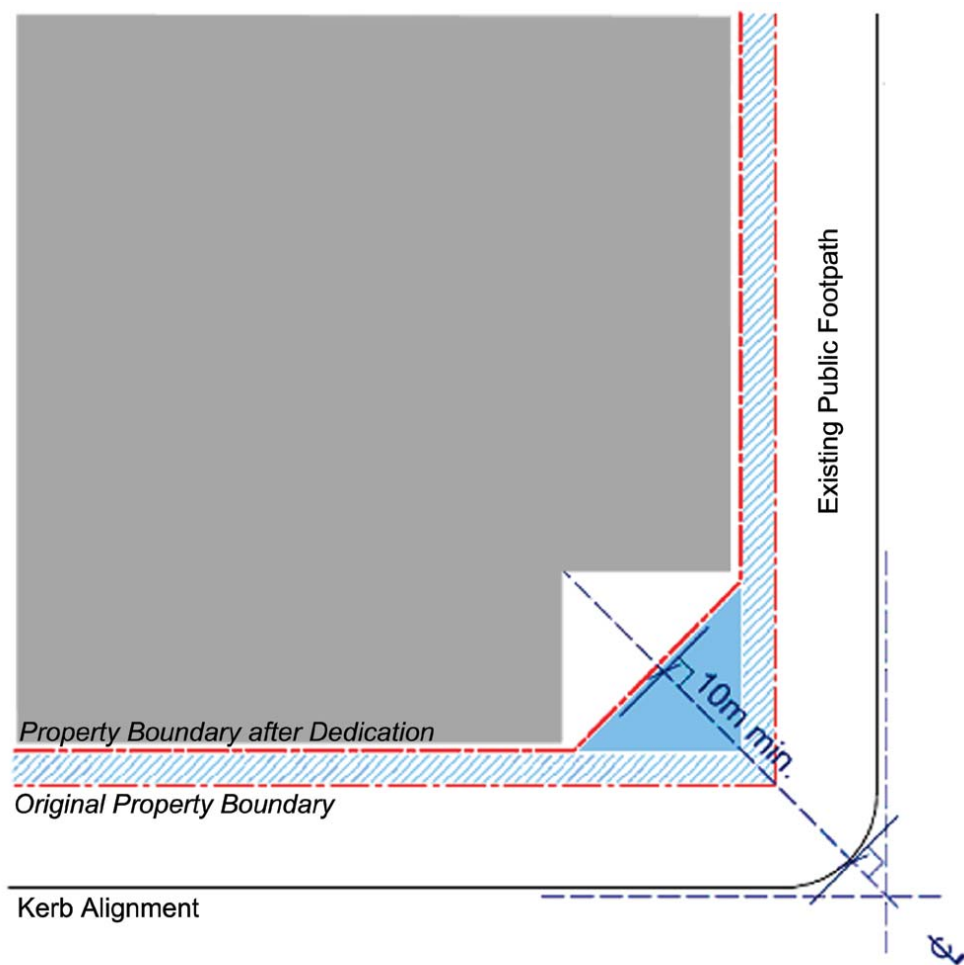 Existing Public Footpath
10m min.
Property Boundary after Dedication
Original Property Boundary
Kerb Alignment
℄